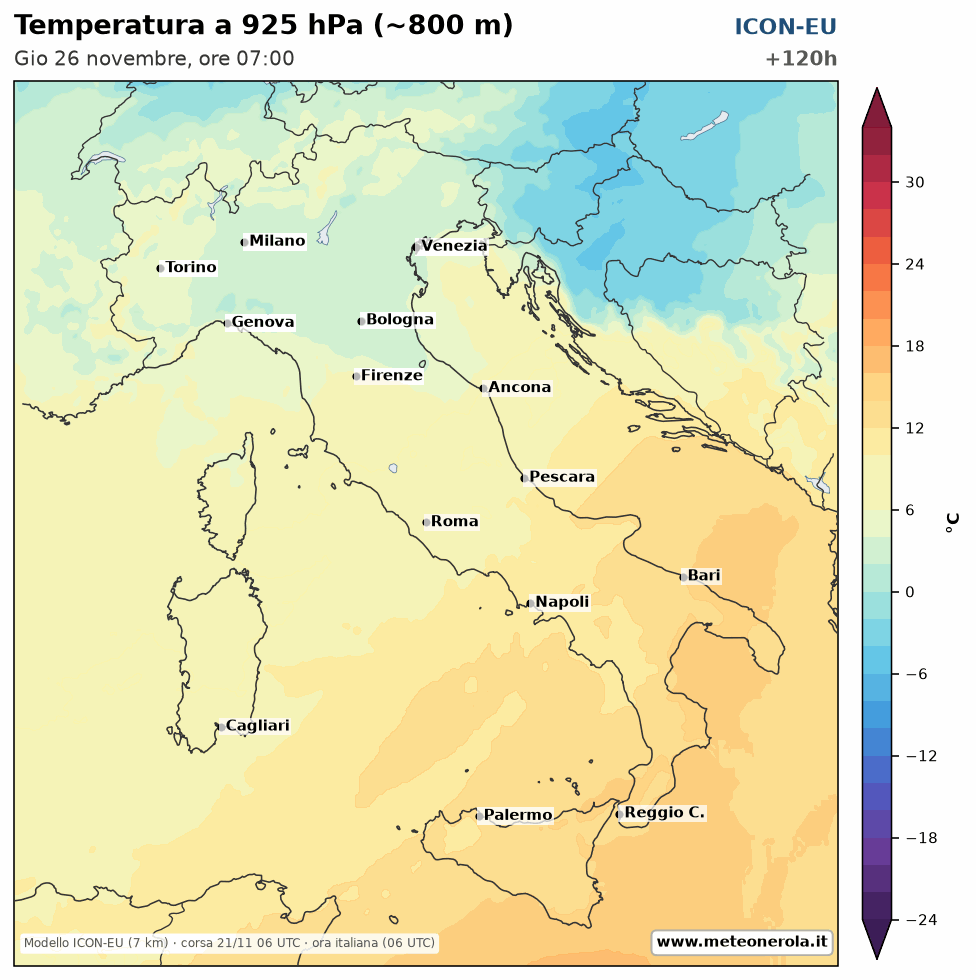 Temperatura a 925 hPa (~800 m)
ICON-EU
Gio 26 novembre, ore 07:00
+120h
Milano
Venezia
Torino
Genova
Bologna
Firenze
Ancona
Pescara
Roma
Bari
Napoli
Cagliari
Palermo
Reggio C.
30
24
18
12
6
0
−6
−12
−18
−24
°C
Modello ICON-EU (7 km) · corsa 21/11 06 UTC · ora italiana (06 UTC)
www.meteonerola.it